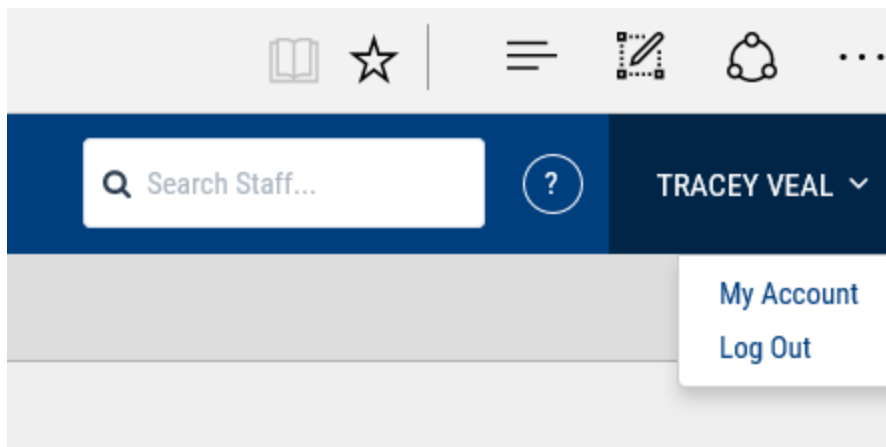 Search Staff...
?
TRACEY VEAL
My Account
Log Out